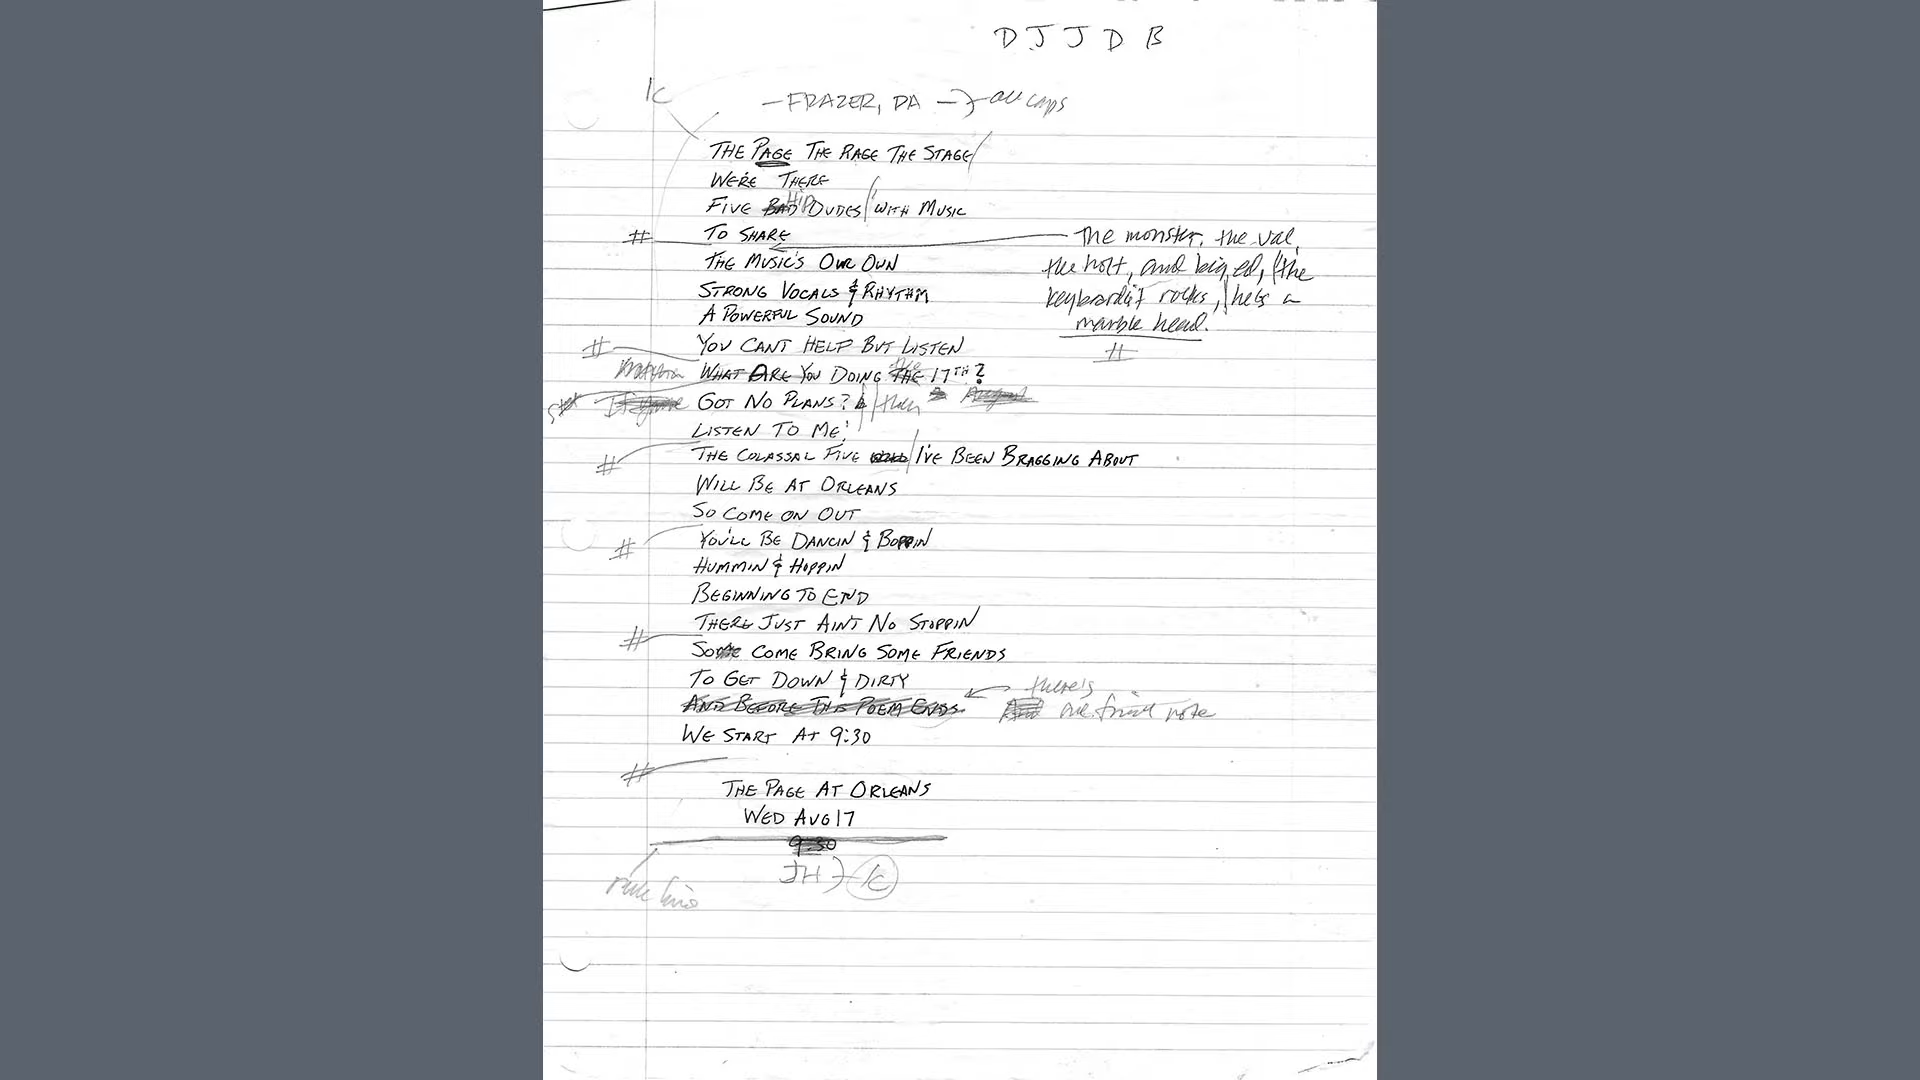 D J J D B
1c
—FRAZER, PA — all caps
THE PAGE THE RAGE THE STAGE/
WE'RE THERE
FIVE BAD HIP DUDES/ WITH MUSIC
# TO SHARE
The monster, the val,
the holt, and big ed, /the
keyboardist rocks, / he's a
marble head.
#
THE MUSIC'S OUR OWN
STRONG VOCALS & RHYTHM
A POWERFUL SOUND
# YOU CAN'T HELP BUT LISTEN
WHAT ARE YOU DOING THE 17TH?
GOT NO PLANS? / then
LISTEN TO ME!
# THE COLASSAL FIVE / I'VE BEEN BRAGGING ABOUT
WILL BE AT ORLEANS
SO COME ON OUT
# YOU'LL BE DANCIN & BOPPIN
HUMMIN & HOPPIN
BEGINNING TO END
THERE JUST AIN'T NO STOPPIN
# SO COME BRING SOME FRIENDS
TO GET DOWN & DIRTY
there's
AND BEFORE THIS POEM ENDS one final note
WE START AT 9:30
#
THE PAGE AT ORLEANS
WED AUG 17
9:30
JH } 1c
rule line